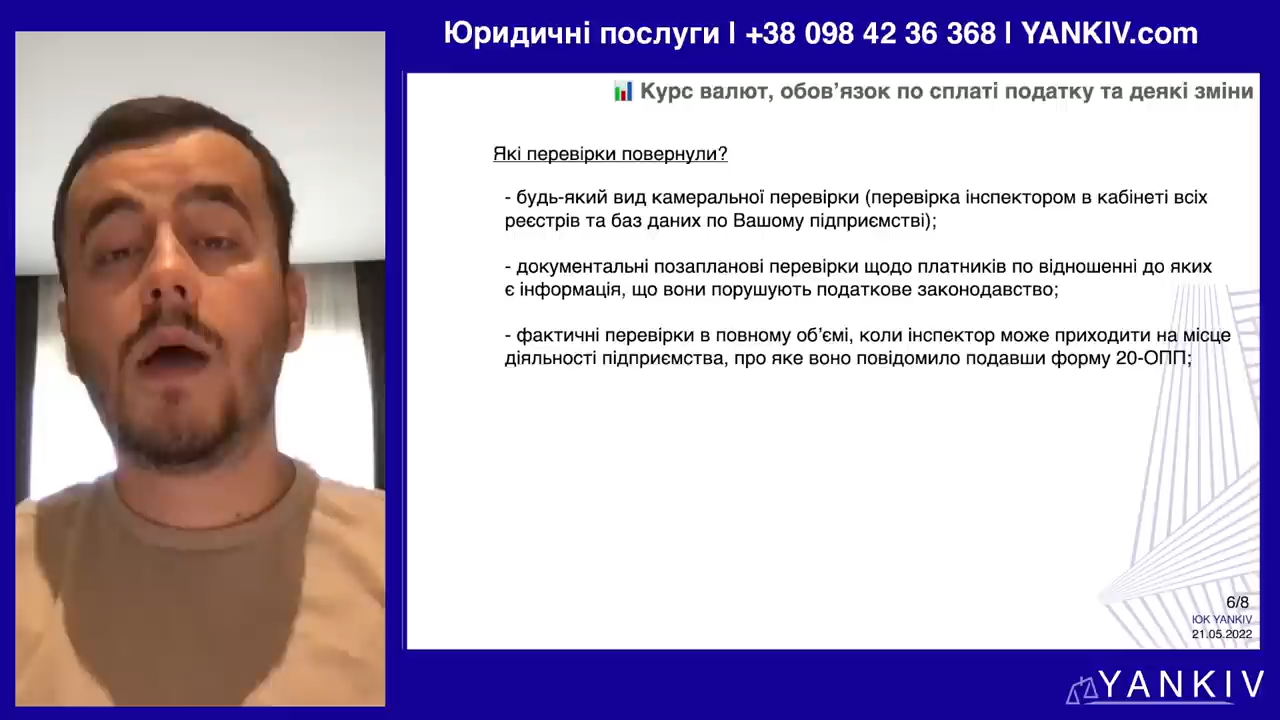 Юридичні послуги | +38 098 42 36 368 | YANKIV.com
Курс валют, обов’язок по сплаті податку та деякі зміни
Які перевірки повернули?
- будь-який вид камеральної перевірки (перевірка інспектором в кабінеті всіх
реєстрів та баз даних по Вашому підприємстві);
- документальні позапланові перевірки щодо платників по відношенні до яких
є інформація, що вони порушують податкове законодавство;
- фактичні перевірки в повному об’ємі, коли інспектор може приходити на місце
діяльності підприємства, про яке воно повідомило подавши форму 20-ОПП;
6/8
ЮК YANKIV
21.05.2022
YANKIV